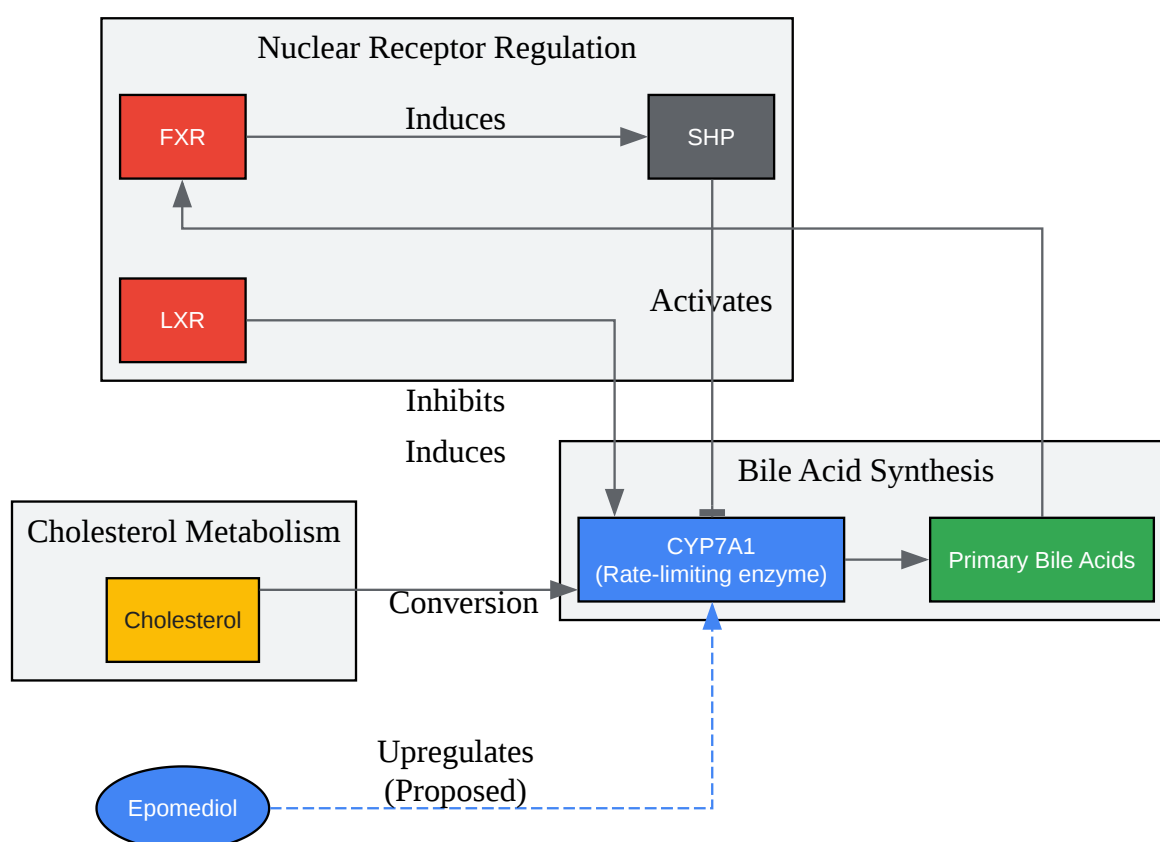 Nuclear Receptor Regulation
FXR
Induces
SHP
LXR
Activates
Inhibits
Induces
Bile Acid Synthesis
Cholesterol Metabolism
CYP7A1
(Rate-limiting enzyme)
Primary Bile Acids
Cholesterol
Conversion
Upregulates
(Proposed)
Epomediol